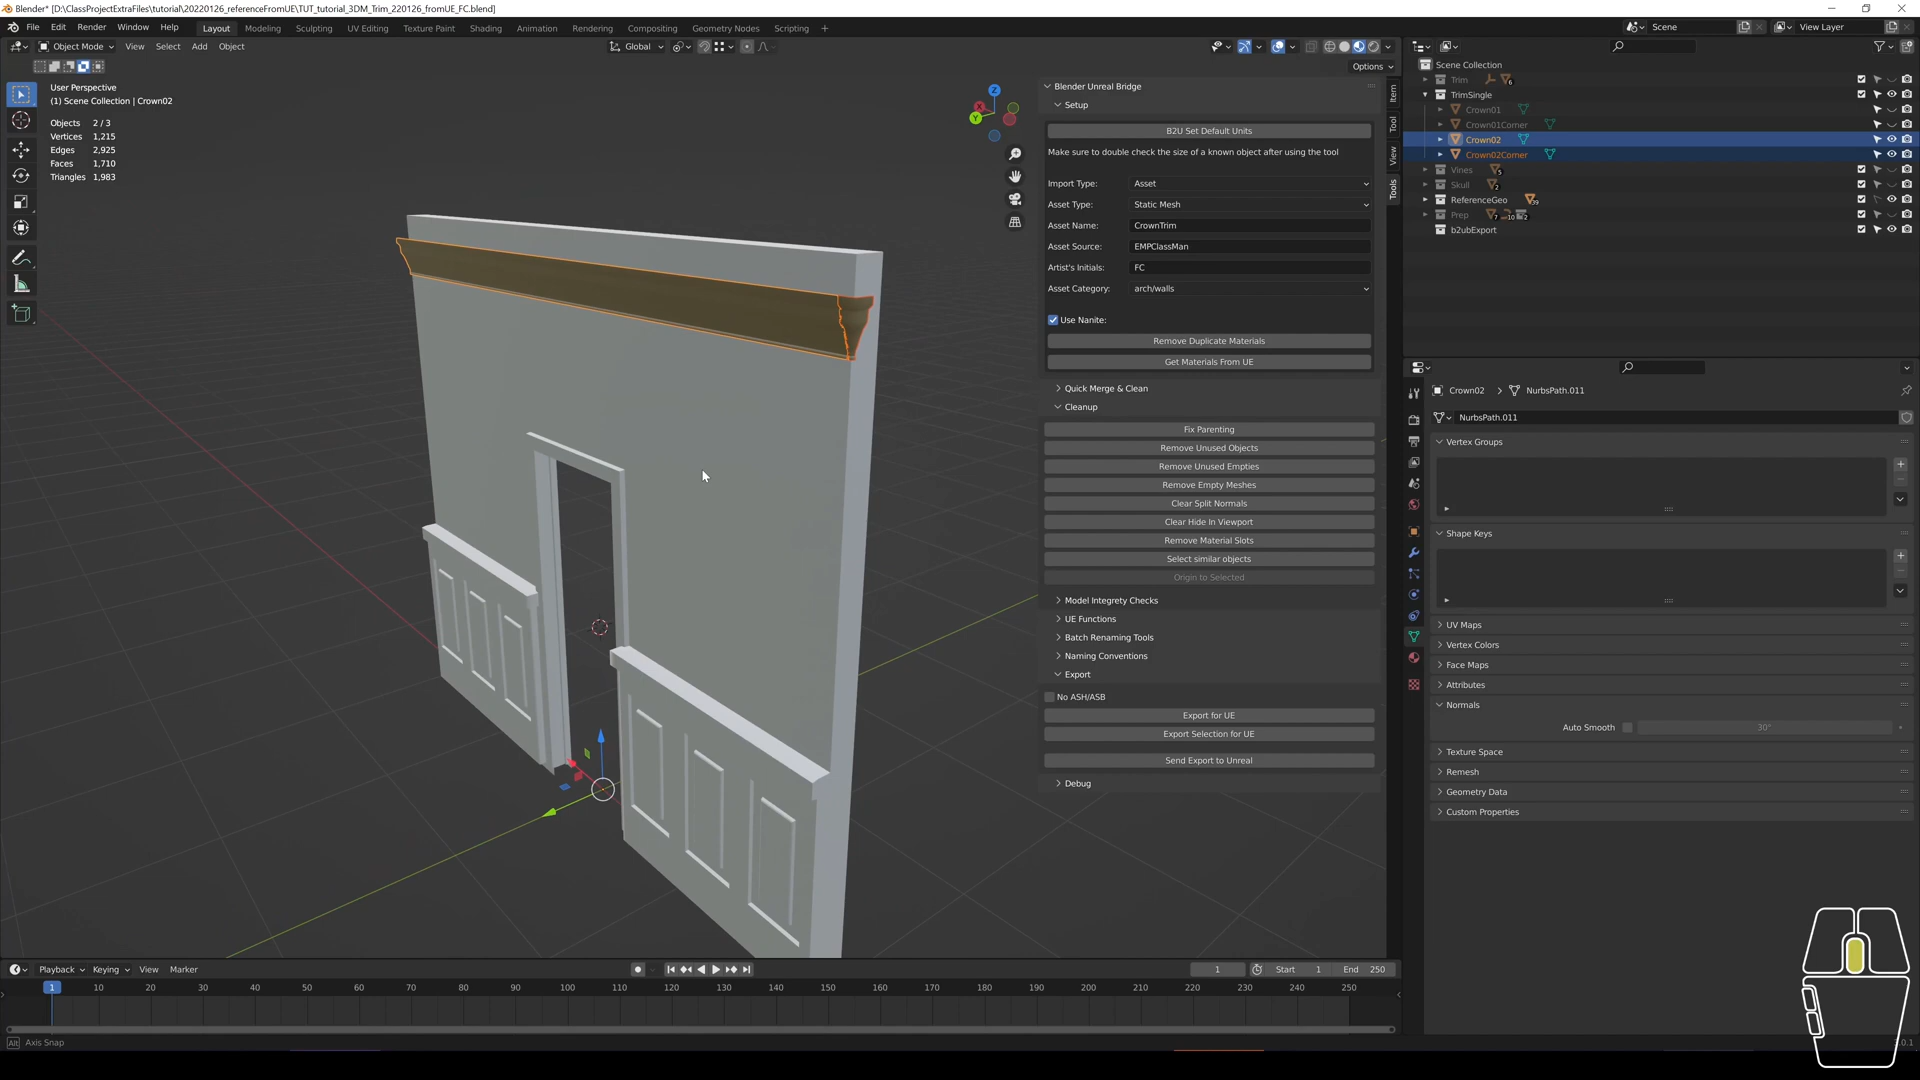 Blender* [D:\ClassProjectExtraFiles\tutorial\20220126_referenceFromUE\TUT_tutorial_3DM_Trim_220126_fromUE_FC.blend]
File Edit Render Window Help Layout Modeling Sculpting UV Editing Texture Paint Shading Animation Rendering Compositing Geometry Nodes Scripting + Scene View Layer
Object Mode View Select Add Object Global
Options
User Perspective
(1) Scene Collection | Crown02
Objects 2 / 3
Vertices 1,215
Edges 2,925
Faces 1,710
Triangles 1,983
Z
X
Y
Blender Unreal Bridge
Setup
B2U Set Default Units
Make sure to double check the size of a known object after using the tool
Import Type: Asset
Asset Type: Static Mesh
Asset Name: CrownTrim
Asset Source: EMPClassMan
Artist's Initials: FC
Asset Category: arch/walls
Use Nanite:
Remove Duplicate Materials
Get Materials From UE
Quick Merge & Clean
Cleanup
Fix Parenting
Remove Unused Objects
Remove Unused Empties
Remove Empty Meshes
Clear Split Normals
Clear Hide In Viewport
Remove Material Slots
Select similar objects
Origin to Selected
Model Integrety Checks
UE Functions
Batch Renaming Tools
Naming Conventions
Export
No ASH/ASB
Export for UE
Export Selection for UE
Send Export to Unreal
Debug
Item
Tool
View
Tools
Scene Collection
Trim 6
TrimSingle
Crown01
Crown01Corner
Crown02
Crown02Corner
Vines 5
Skull 2
ReferenceGeo 39
Prep 7 10 2
b2ubExport
Crown02 > NurbsPath.011
NurbsPath.011
Vertex Groups
Shape Keys
UV Maps
Vertex Colors
Face Maps
Attributes
Normals
Auto Smooth 30°
Texture Space
Remesh
Geometry Data
Custom Properties
Playback Keying View Marker 1 Start 1 End 250
1 10 20 30 40 50 60 70 80 90 100 110 120 130 140 150 160 170 180 190 200 210 220 230 240 250
Alt Axis Snap